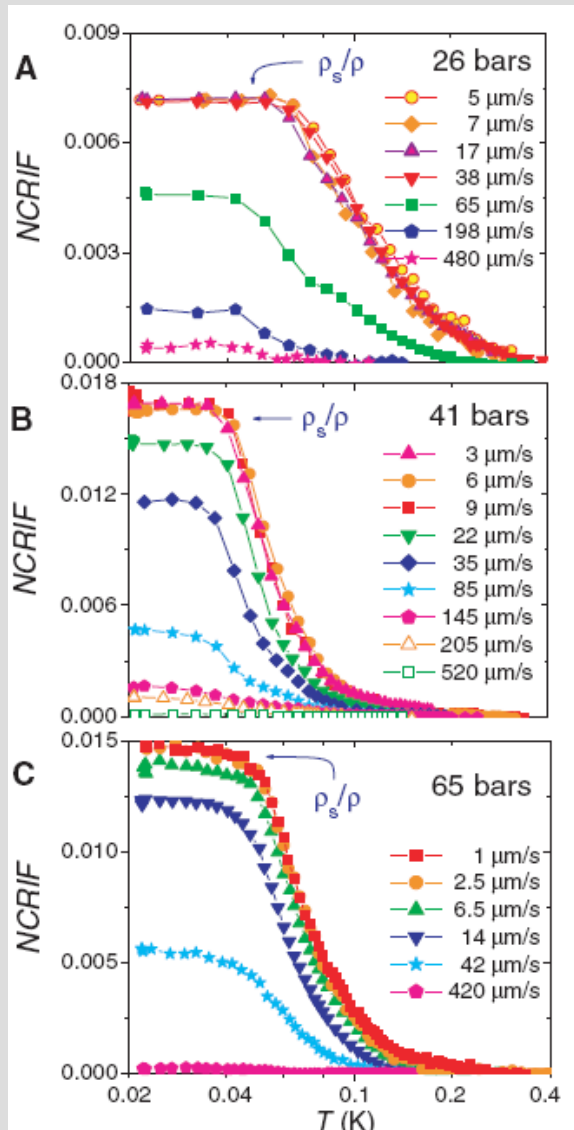 A
26 bars
ρs/ρ
5 μm/s
7 μm/s
17 μm/s
38 μm/s
65 μm/s
198 μm/s
480 μm/s
NCRIF
0.009
0.006
0.003
0.000
B
41 bars
ρs/ρ
3 μm/s
6 μm/s
9 μm/s
22 μm/s
35 μm/s
85 μm/s
145 μm/s
205 μm/s
520 μm/s
NCRIF
0.018
0.012
0.006
0.000
C
65 bars
ρs/ρ
1 μm/s
2.5 μm/s
6.5 μm/s
14 μm/s
42 μm/s
420 μm/s
NCRIF
0.015
0.010
0.005
0.000
0.02 0.04 0.1 0.2 0.4
T (K)